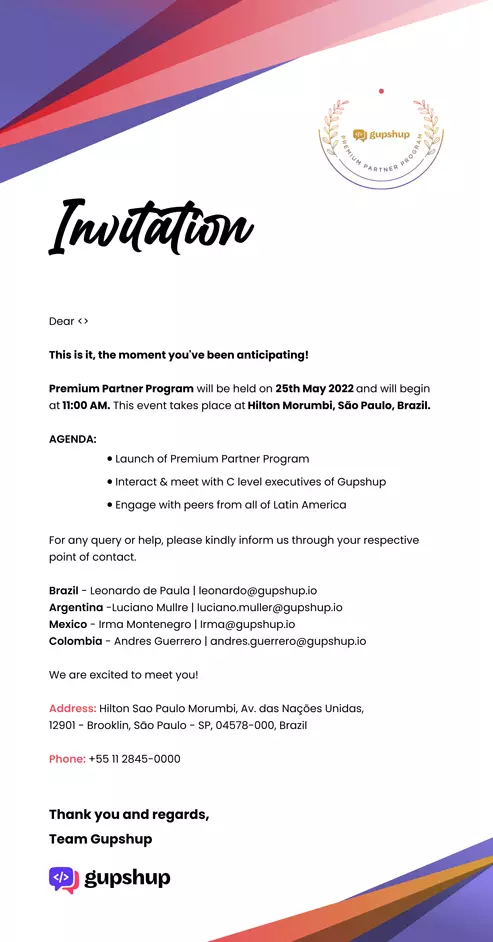 gupshup
PREMIUM PARTNER PROGRAM
Invitation
Dear <>
This is it, the moment you've been anticipating!
Premium Partner Program will be held on 25th May 2022 and will begin
at 11:00 AM. This event takes place at Hilton Morumbi, São Paulo, Brazil.
AGENDA:
• Launch of Premium Partner Program
• Interact & meet with C level executives of Gupshup
• Engage with peers from all of Latin America
For any query or help, please kindly inform us through your respective
point of contact.
Brazil - Leonardo de Paula | leonardo@gupshup.io
Argentina -Luciano Mullre | luciano.muller@gupshup.io
Mexico - Irma Montenegro | Irma@gupshup.io
Colombia - Andres Guerrero | andres.guerrero@gupshup.io
We are excited to meet you!
Address: Hilton Sao Paulo Morumbi, Av. das Nações Unidas,
12901 - Brooklin, São Paulo - SP, 04578-000, Brazil
Phone: +55 11 2845-0000
Thank you and regards,
Team Gupshup
</> gupshup